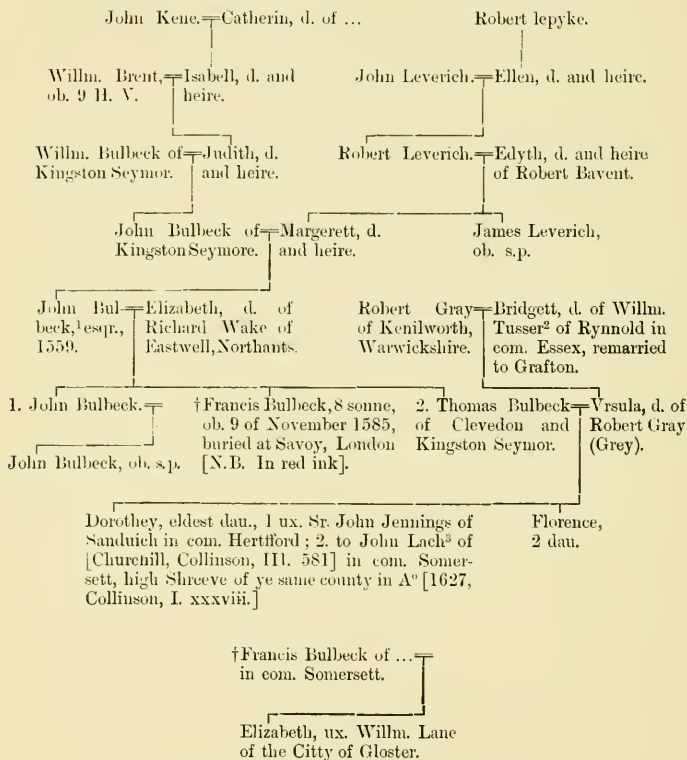 John Kene. Catherin, d. of ... Robert lepyke.
Willm. Brent, Isabell, d. and John Leverich. Ellen, d. and heire.
ob. 9 H. V. heire.
Willm. Bulbeck of Judith, d. Robert Leverich. Edyth, d. and heire
Kingston Seymor. and heire. of Robert Bavent.
John Bulbeck of Margerett, d. James Leverich,
Kingston Seymore. and heire. ob. s.p.
John Bul- Elizabeth, d. of Robert Gray Bridgett, d. of Willm.
beck,¹ esqr., Richard Wake of of Kenilworth, Tusser² of Rynnold in
1559. Eastwell, Northants. Warwickshire. com. Essex, remarried
to Grafton.
1. John Bulbeck. †Francis Bulbeck, 8 sonne, 2. Thomas Bulbeck Vrsula, d. of
ob. 9 of November 1585, of Clevedon and Robert Gray
buried at Savoy, London Kingston Seymor. (Grey).
John Bulbeck, ob. s.p. [N.B. In red ink].
Dorothey, eldest dau., 1 ux. Sr. John Jennings of Florence,
Sanduich in com. Hertfford ; 2. to John Lach³ of 2 dau.
[Churchill, Collinson, III. 581] in com. Somer-
sett, high Shreeve of ye same county in Aº [1627,
Collinson, I. xxxviii.]
†Francis Bulbeck of ...
in com. Somersett.
Elizabeth, ux. Willm. Lane
of the Citty of Gloster.